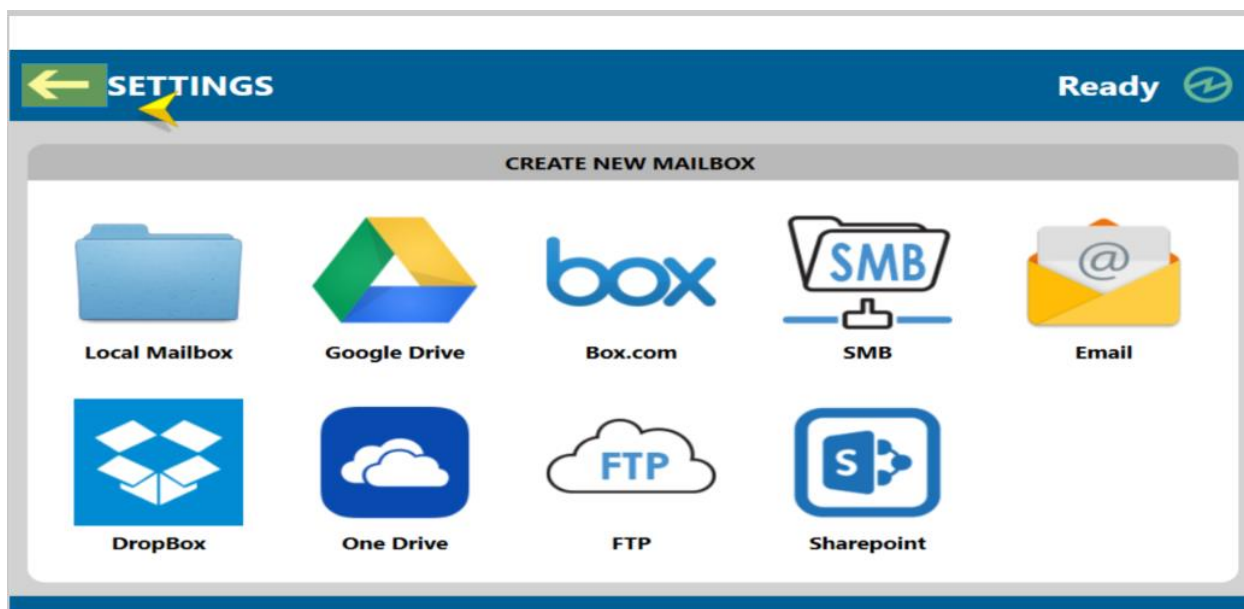 SETTINGS Ready
CREATE NEW MAILBOX
box SMB @
Local Mailbox Google Drive Box.com SMB Email
FTP S
DropBox One Drive FTP Sharepoint